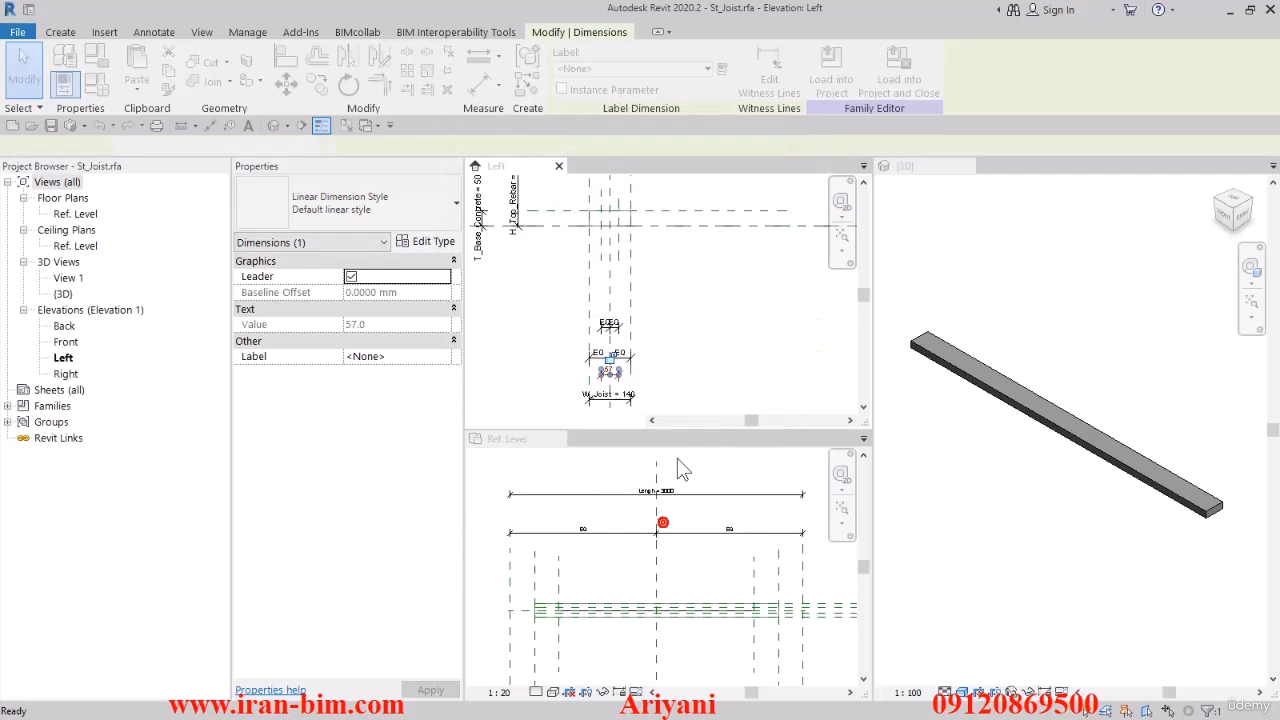 Autodesk Revit 2020.2 - St_Joist.rfa - Elevation: Left
Sign In
File Create Insert Annotate View Manage Add-Ins BIMcollab BIM Interoperability Tools Modify | Dimensions
Modify
Paste
Cut
Join
Label:
<None>
Instance Parameter
Edit
Witness Lines
Load into
Project
Load into
Project and Close
Select Properties Clipboard Geometry Modify Measure Create Label Dimension Witness Lines Family Editor
Project Browser - St_Joist.rfa
Views (all)
Floor Plans
Ref. Level
Ceiling Plans
Ref. Level
3D Views
View 1
{3D}
Elevations (Elevation 1)
Back
Front
Left
Right
Sheets (all)
Families
Groups
Revit Links
Properties
Linear Dimension Style
Default linear style
Dimensions (1)
Edit Type
Graphics
Leader
Baseline Offset 0.0000 mm
Text
Value 57.0
Other
Label <None>
Properties help
Apply
Left
T_Base_Concrete = 60
H_Top_Rebar =
EQ EQ
EQ EQ
57
W_Joist = 140
Ref. Level
Length = 3000
EQ EQ
1 : 20
{3D}
1 : 100
Ready
:1
www.iran-bim.com Ariyani 09120869500
Udemy